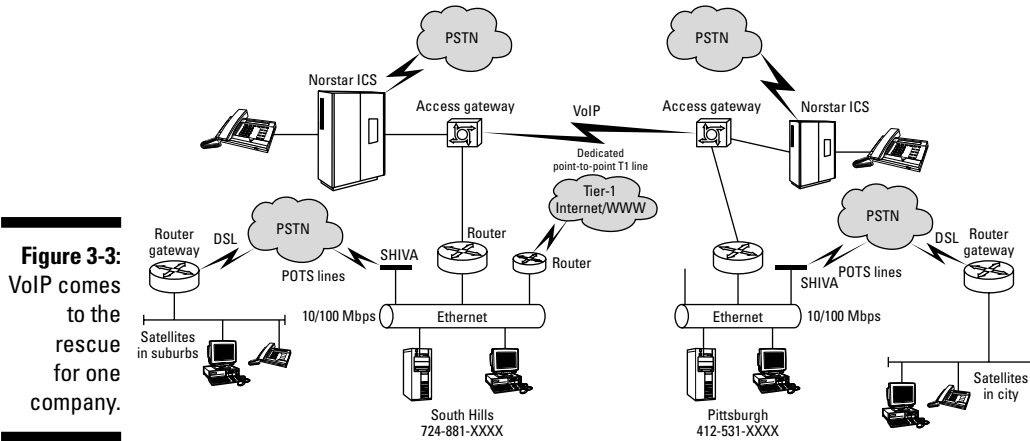 PSTN
PSTN
Norstar ICS
Access gateway
VoIP
Access gateway
Norstar ICS
Dedicated
point-to-point T1 line
Tier-1
Internet/WWW
Figure 3-3:
VoIP comes
to the
rescue
for one
company.
Router
gateway
DSL
PSTN
POTS lines
SHIVA
Router
Router
10/100 Mbps
Ethernet
Satellites
in suburbs
South Hills
724-881-XXXX
Ethernet
10/100 Mbps
SHIVA
POTS lines
PSTN
DSL
Router
gateway
Satellites
in city
Pittsburgh
412-531-XXXX